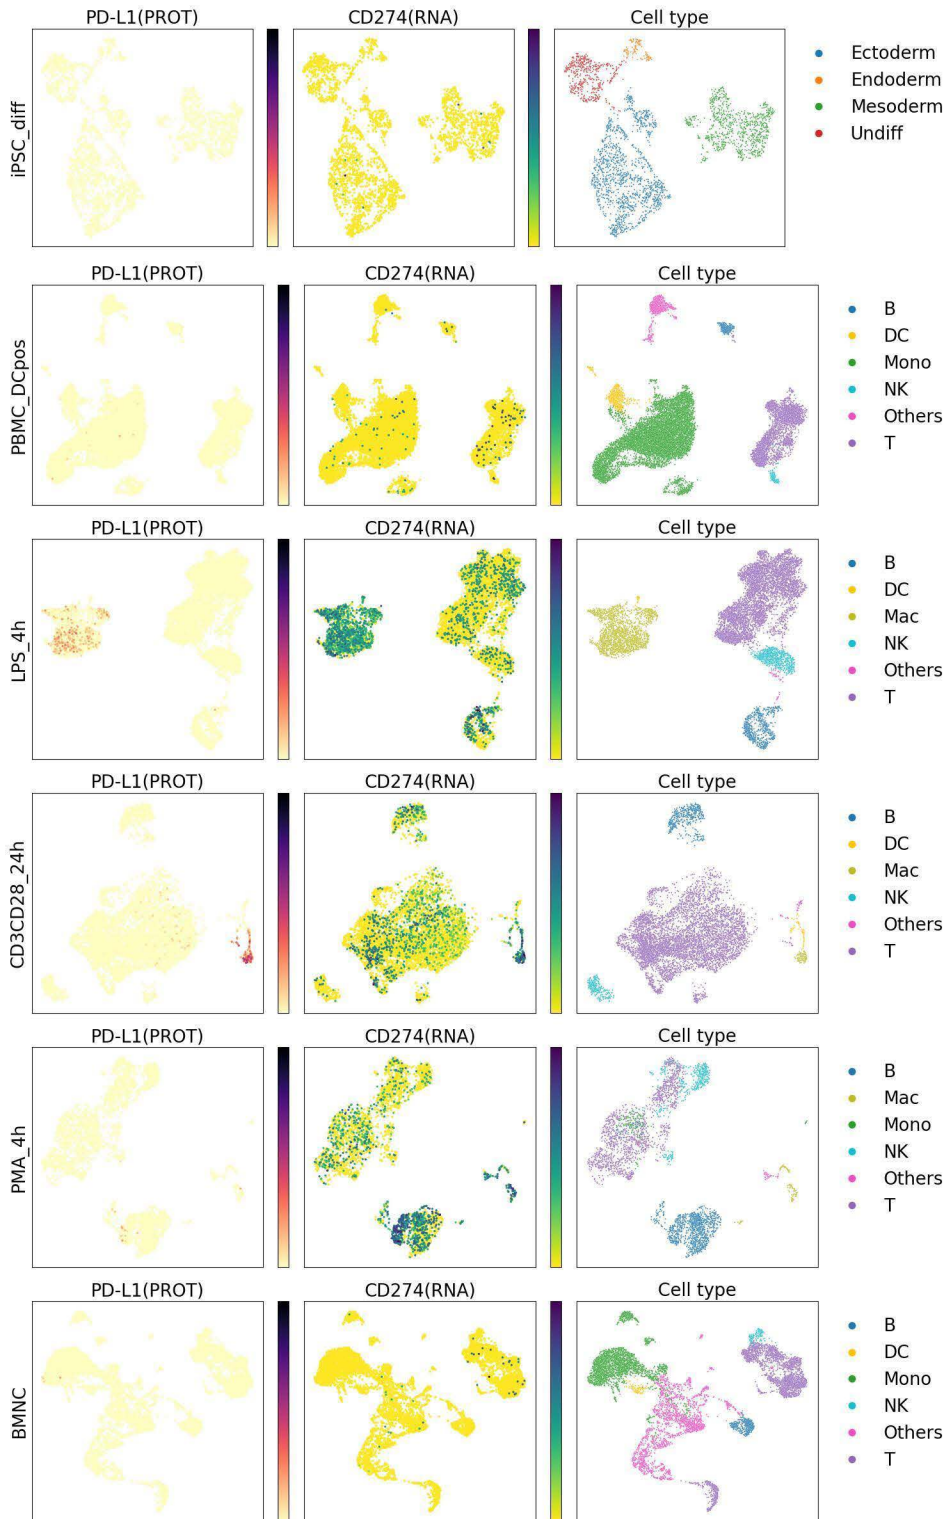 PD-L1(PROT) CD274(RNA) Cell type
iPSC_diff
Ectoderm
Endoderm
Mesoderm
Undiff
PD-L1(PROT) CD274(RNA) Cell type
PBMC_DCpos
B
DC
Mono
NK
Others
T
PD-L1(PROT) CD274(RNA) Cell type
LPS_4h
B
DC
Mac
NK
Others
T
PD-L1(PROT) CD274(RNA) Cell type
CD3CD28_24h
B
DC
Mac
NK
Others
T
PD-L1(PROT) CD274(RNA) Cell type
PMA_4h
B
Mac
Mono
NK
Others
T
PD-L1(PROT) CD274(RNA) Cell type
BMNC
B
DC
Mono
NK
Others
T